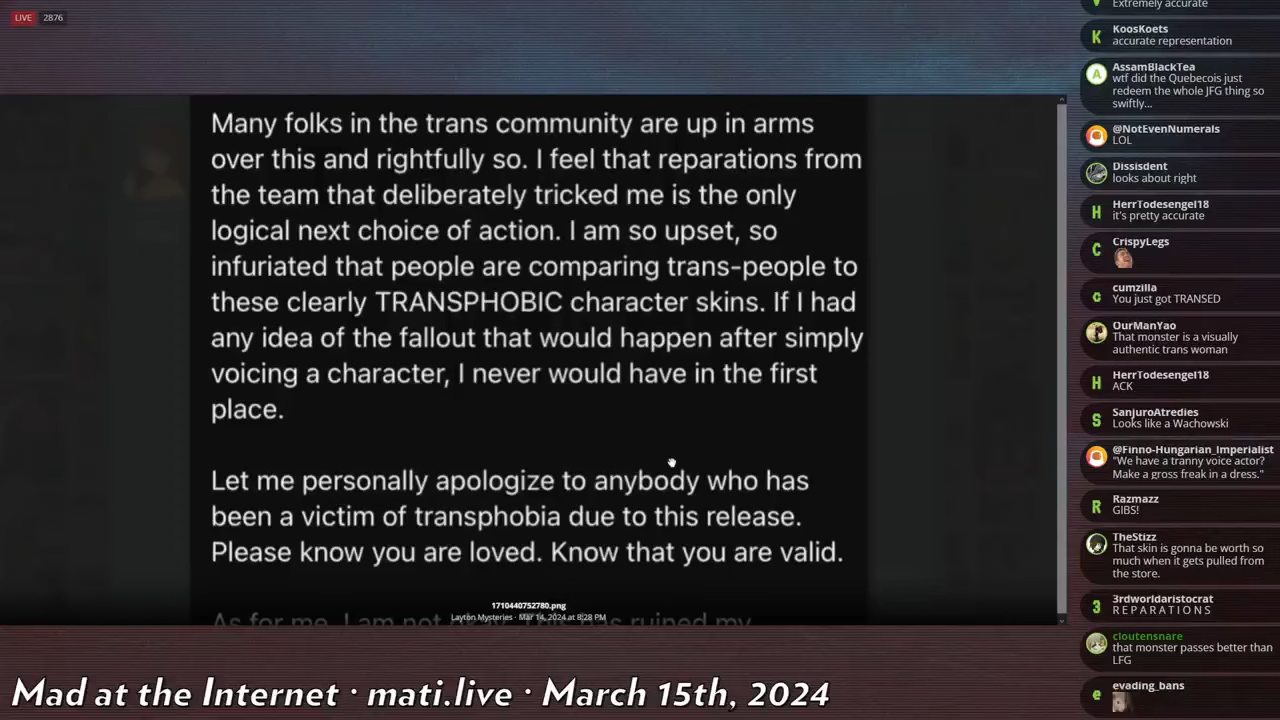 LIVE 2876
Many folks in the trans community are up in arms
over this and rightfully so. I feel that reparations from
the team that deliberately tricked me is the only
logical next choice of action. I am so upset, so
infuriated that people are comparing trans-people to
these clearly TRANSPHOBIC character skins. If I had
any idea of the fallout that would happen after simply
voicing a character, I never would have in the first
place.
Let me personally apologize to anybody who has
been a victim of transphobia due to this release.
Please know you are loved. Know that you are valid.
As for me, I am not okay. This has ruined my
1710440752780.png
Layton Mysteries · Mar 14, 2024 at 8:28 PM
Extremely accurate
KoosKoets
accurate representation
AssamBlackTea
wtf did the Quebecois just
redeem the whole JFG thing so
swiftly...
@NotEvenNumerals
LOL
Dissisdent
looks about right
HerrTodesengel18
it's pretty accurate
CrispyLegs
cumzilla
You just got TRANSED
OurManYao
That monster is a visually
authentic trans woman
HerrTodesengel18
ACK
SanjuroAtredies
Looks like a Wachowski
@Finno-Hungarian_Imperialist
"We have a tranny voice actor?
Make a gross freak in a dress."
Razmazz
GIBS!
TheStizz
That skin is gonna be worth so
much when it gets pulled from
the store.
3rdworldaristocrat
R E P A R A T I O N S
cloutensnare
that monster passes better than
LFG
evading_bans
Mad at the Internet · mati.live · March 15th, 2024